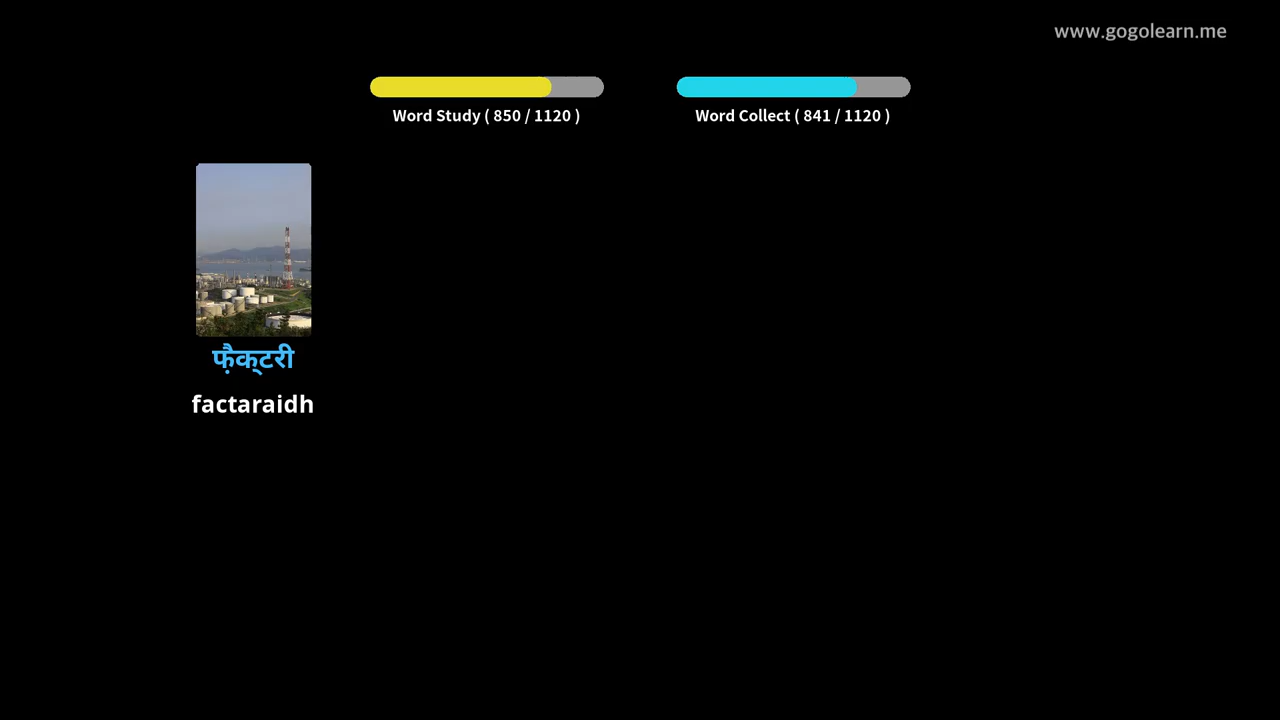 www.gogolearn.me
Word Study ( 850 / 1120 )
Word Collect ( 841 / 1120 )
फ़ैक्टरी
factaraidh